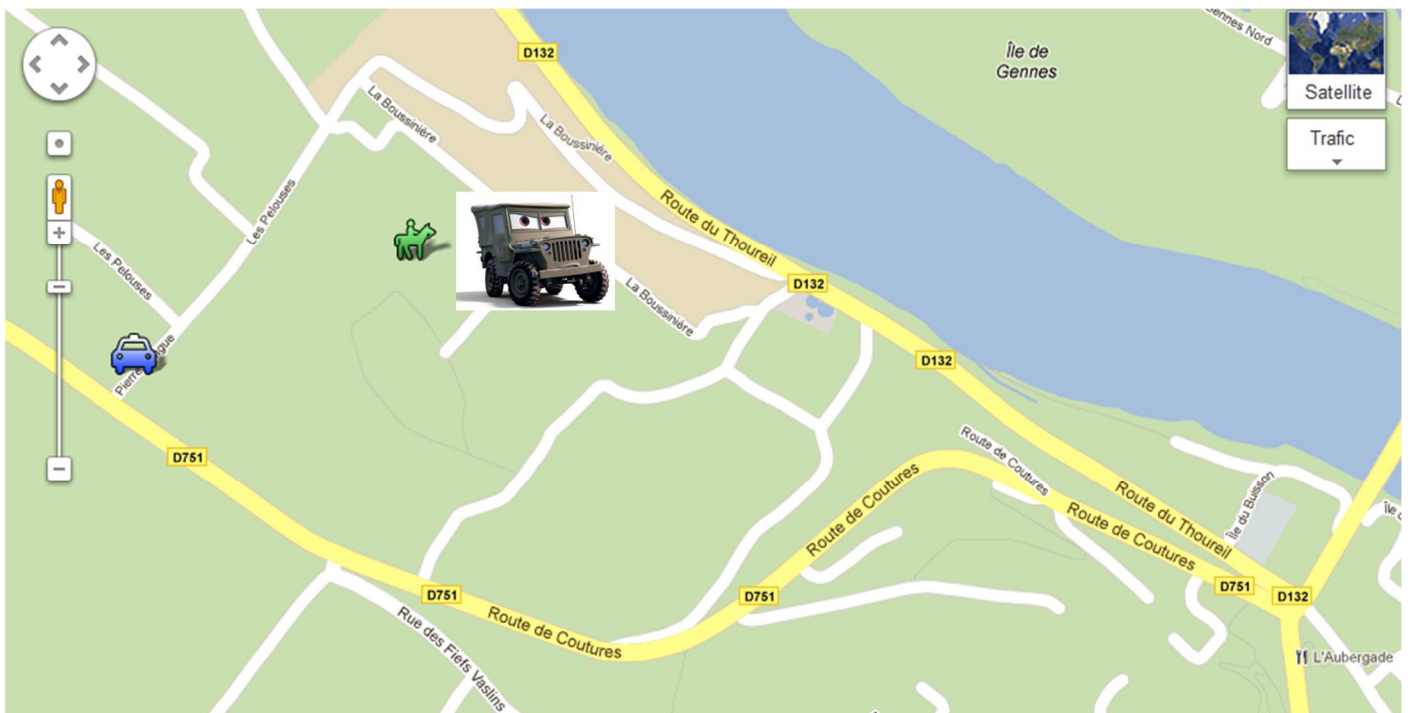 Gennes Nord
Île de
Gennes
Satellite
Trafic
D132
La Boussinière
La Boussinière
Les Pelouses
Route du Thoureil
Les Pelouses
La Boussinière
D132
D132
D751
Route de Coutures
Route de Coutures
Île du Buisson
Route du Thoureil
Route de Coutures
D751
D132
D751
D751
Route de Coutures
Rue des Fiefs Vaslins
L'Aubergade